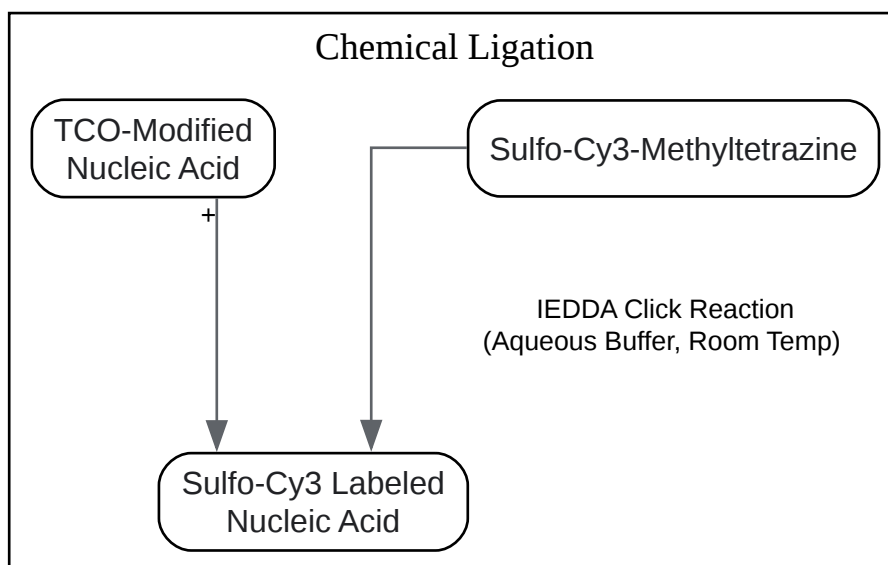 Chemical Ligation
TCO-Modified
Nucleic Acid
Sulfo-Cy3-Methyltetrazine
+
IEDDA Click Reaction
(Aqueous Buffer, Room Temp)
Sulfo-Cy3 Labeled
Nucleic Acid